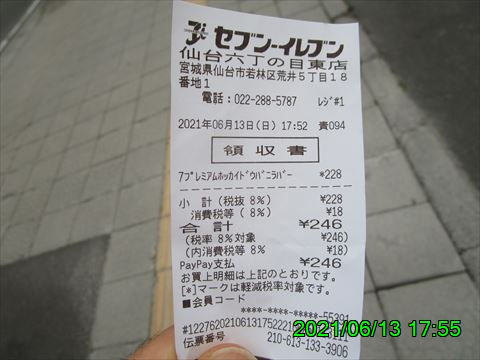 セブン-イレブン
仙台六丁の目東店
宮城県仙台市若林区荒井5丁目18
番地1
電話:022-288-5787 レジ#1
2021年06月13日(日) 17:52 責094
領収書
7プレミアムホッカイドウバニラバー *228
小計(税抜 8%) ¥228
消費税等( 8%) ¥18
合計 ¥246
(税率 8%対象 ¥246)
(内消費税等 8% ¥18)
PayPay支払 ¥246
お買上明細は上記のとおりです。
[*]マークは軽減税率対象です。
■会員コード
****-****-*****-55391
伝票番号 210-613-133-3906
2021/06/13 17:55